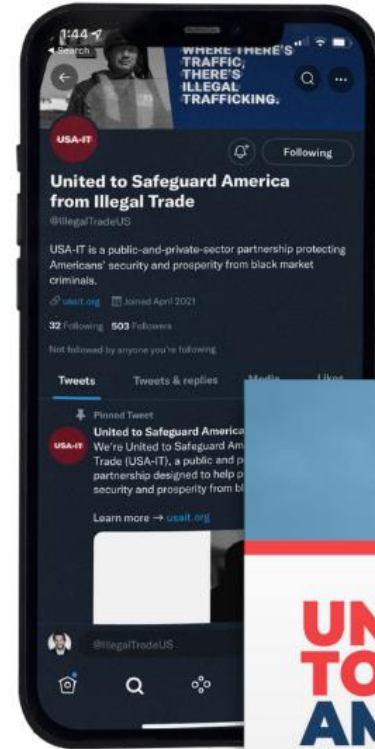 1:44
Search
WHERE THERE'S
TRAFFIC,
THERE'S
ILLEGAL
TRAFFICKING.
USA-IT
Following
United to Safeguard America
from Illegal Trade
@IllegalTradeUS
USA-IT is a public-and-private-sector partnership protecting
Americans' security and prosperity from black market
criminals.
usait.org Joined April 2021
32 Following 503 Followers
Not followed by anyone you're following
Tweets Tweets & replies Media Likes
Pinned Tweet
United to Safeguard America
USA-IT
We're United to Safeguard Am
Trade (USA-IT), a public and p
partnership designed to help p
security and prosperity from bl
Learn more → usait.org
@IllegalTradeUS
UN
TO
AM